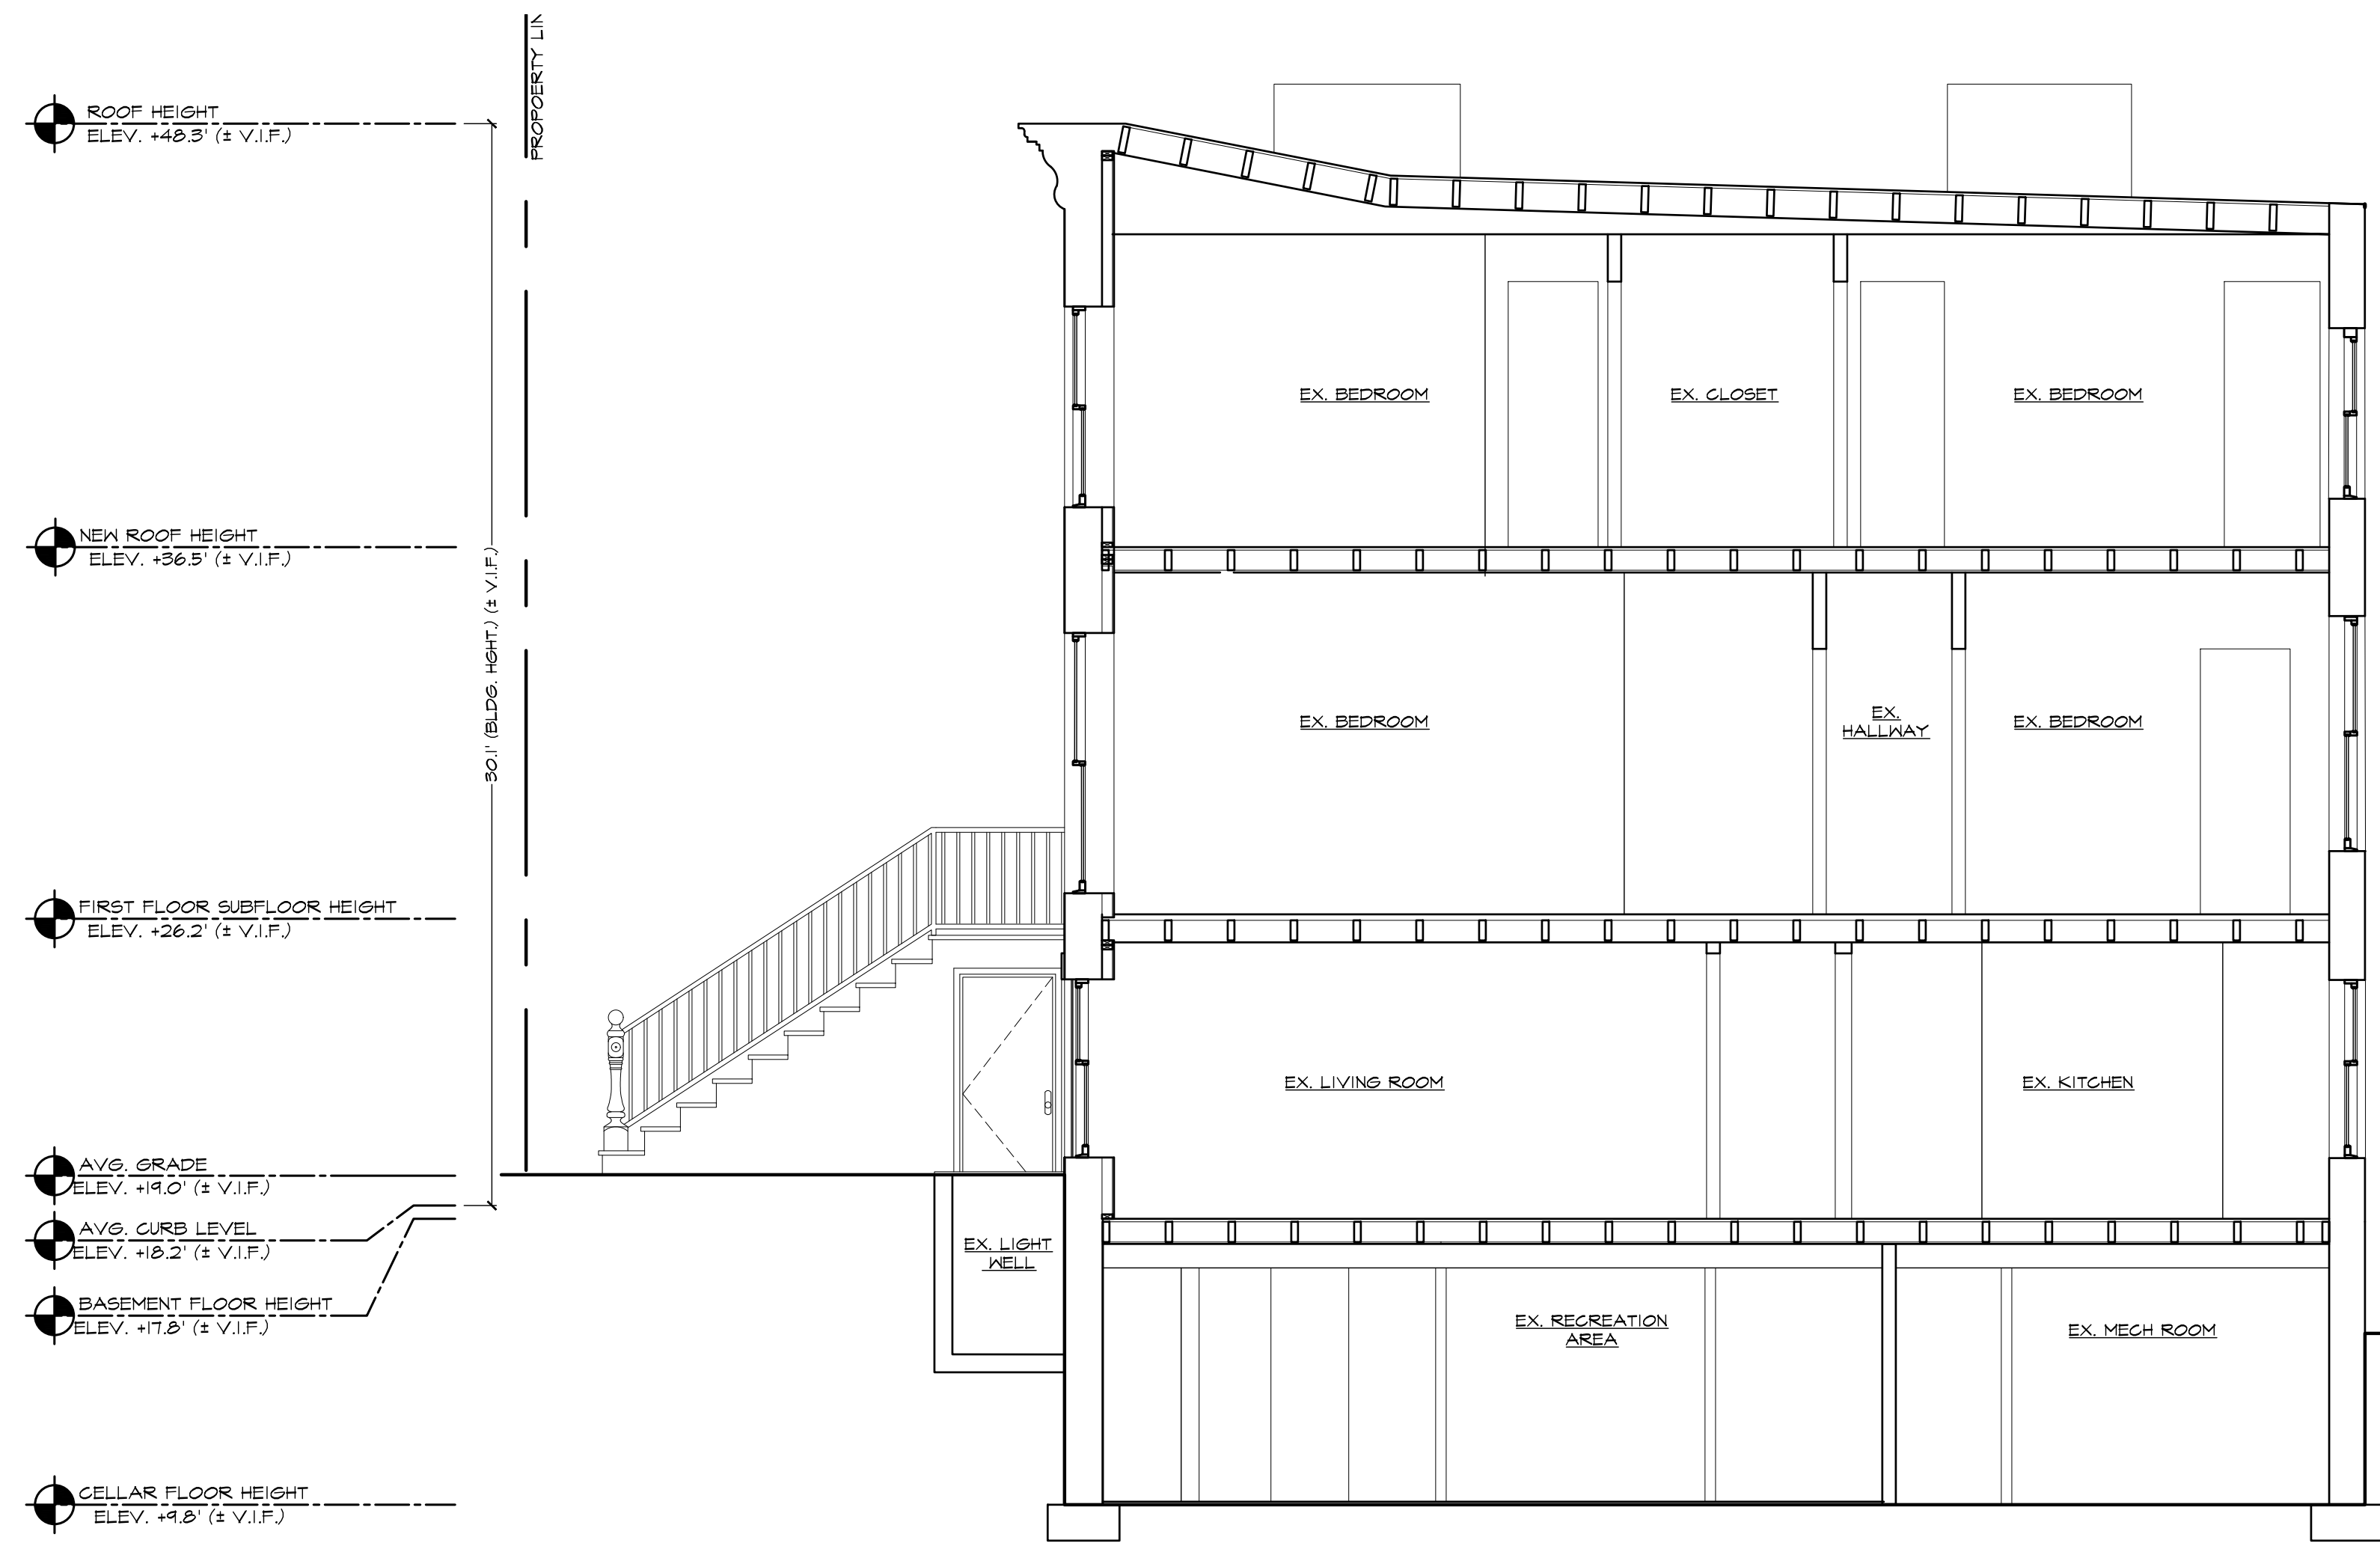 PROPOERTY LIN
ROOF HEIGHT
ELEV. +48.3' (± V.I.F.)
EX. BEDROOM
EX. CLOSET
EX. BEDROOM
NEW ROOF HEIGHT
ELEV. +36.5' (± V.I.F.)
30.1' (BLDG. HGHT.) (± V.I.F.)
EX. BEDROOM
EX.
HALLWAY
EX. BEDROOM
FIRST FLOOR SUBFLOOR HEIGHT
ELEV. +26.2' (± V.I.F.)
EX. LIVING ROOM
EX. KITCHEN
AVG. GRADE
ELEV. +19.0' (± V.I.F.)
AVG. CURB LEVEL
ELEV. +18.2' (± V.I.F.)
EX. LIGHT
WELL
BASEMENT FLOOR HEIGHT
ELEV. +17.8' (± V.I.F.)
EX. RECREATION
AREA
EX. MECH ROOM
CELLAR FLOOR HEIGHT
ELEV. +9.8' (± V.I.F.)